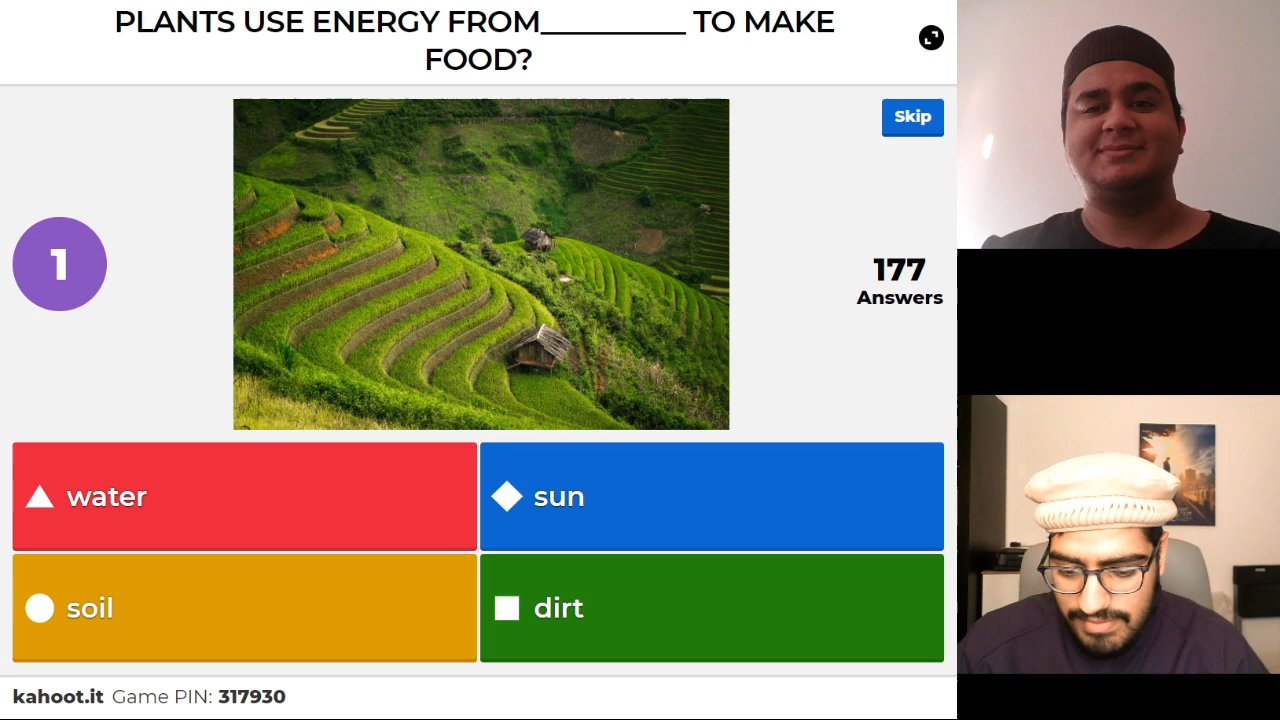 PLANTS USE ENERGY FROM_________ TO MAKE
FOOD?
Skip
1
177
Answers
water
sun
soil
dirt
kahoot.it Game PIN: 317930